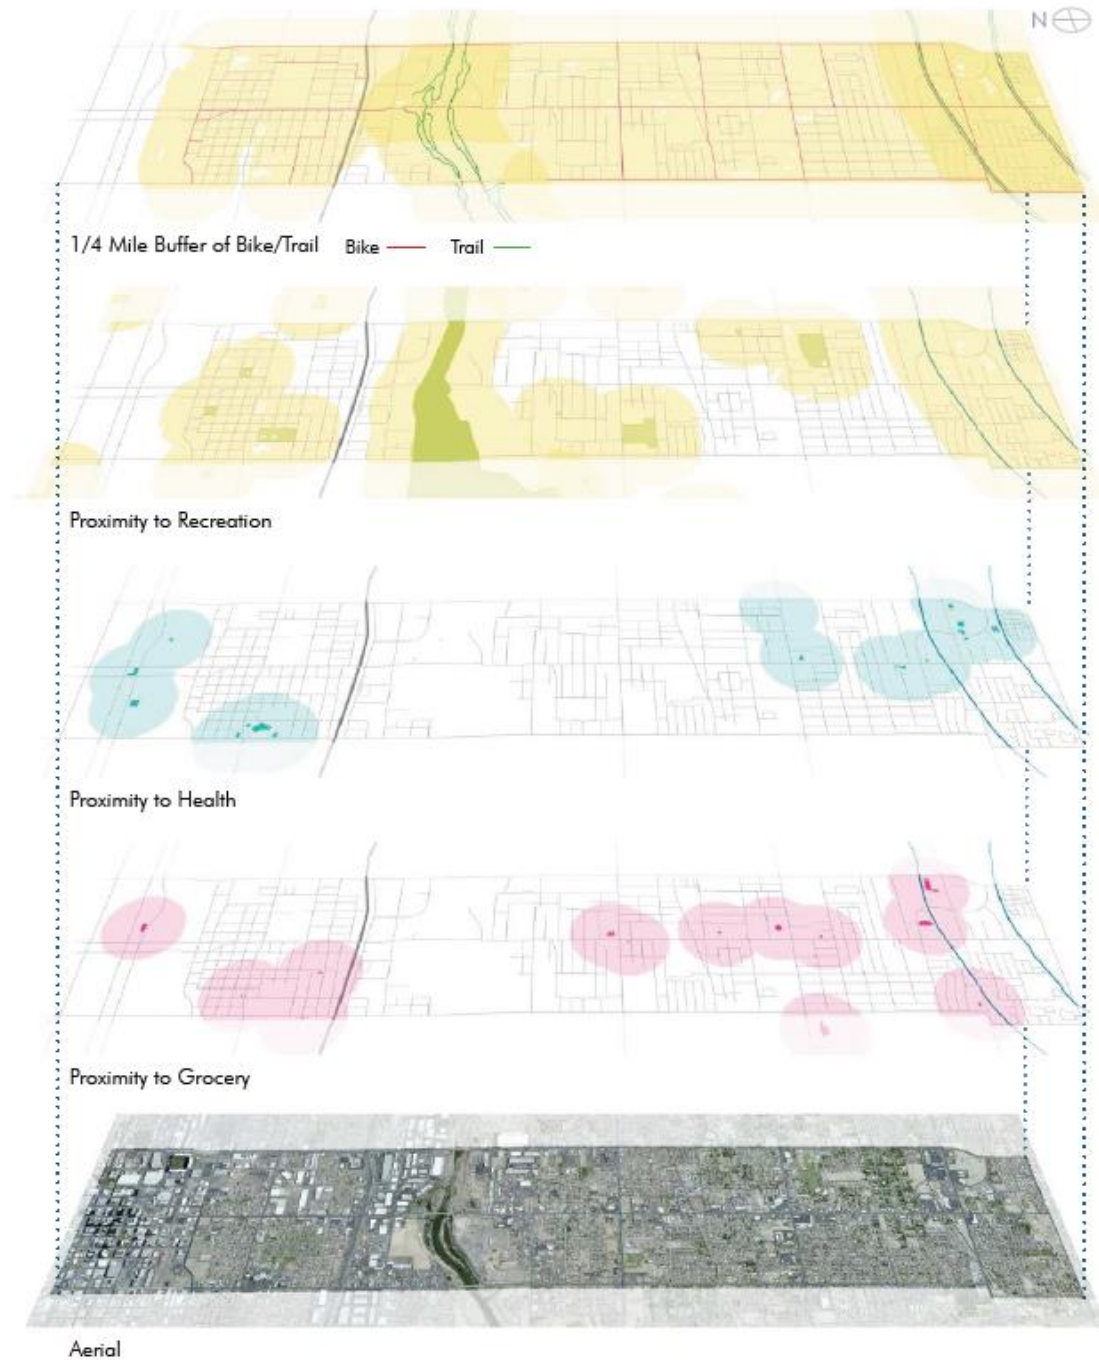 N
1/4 Mile Buffer of Bike/Trail Bike Trail
Proximity to Recreation
Proximity to Health
Proximity to Grocery
Aerial